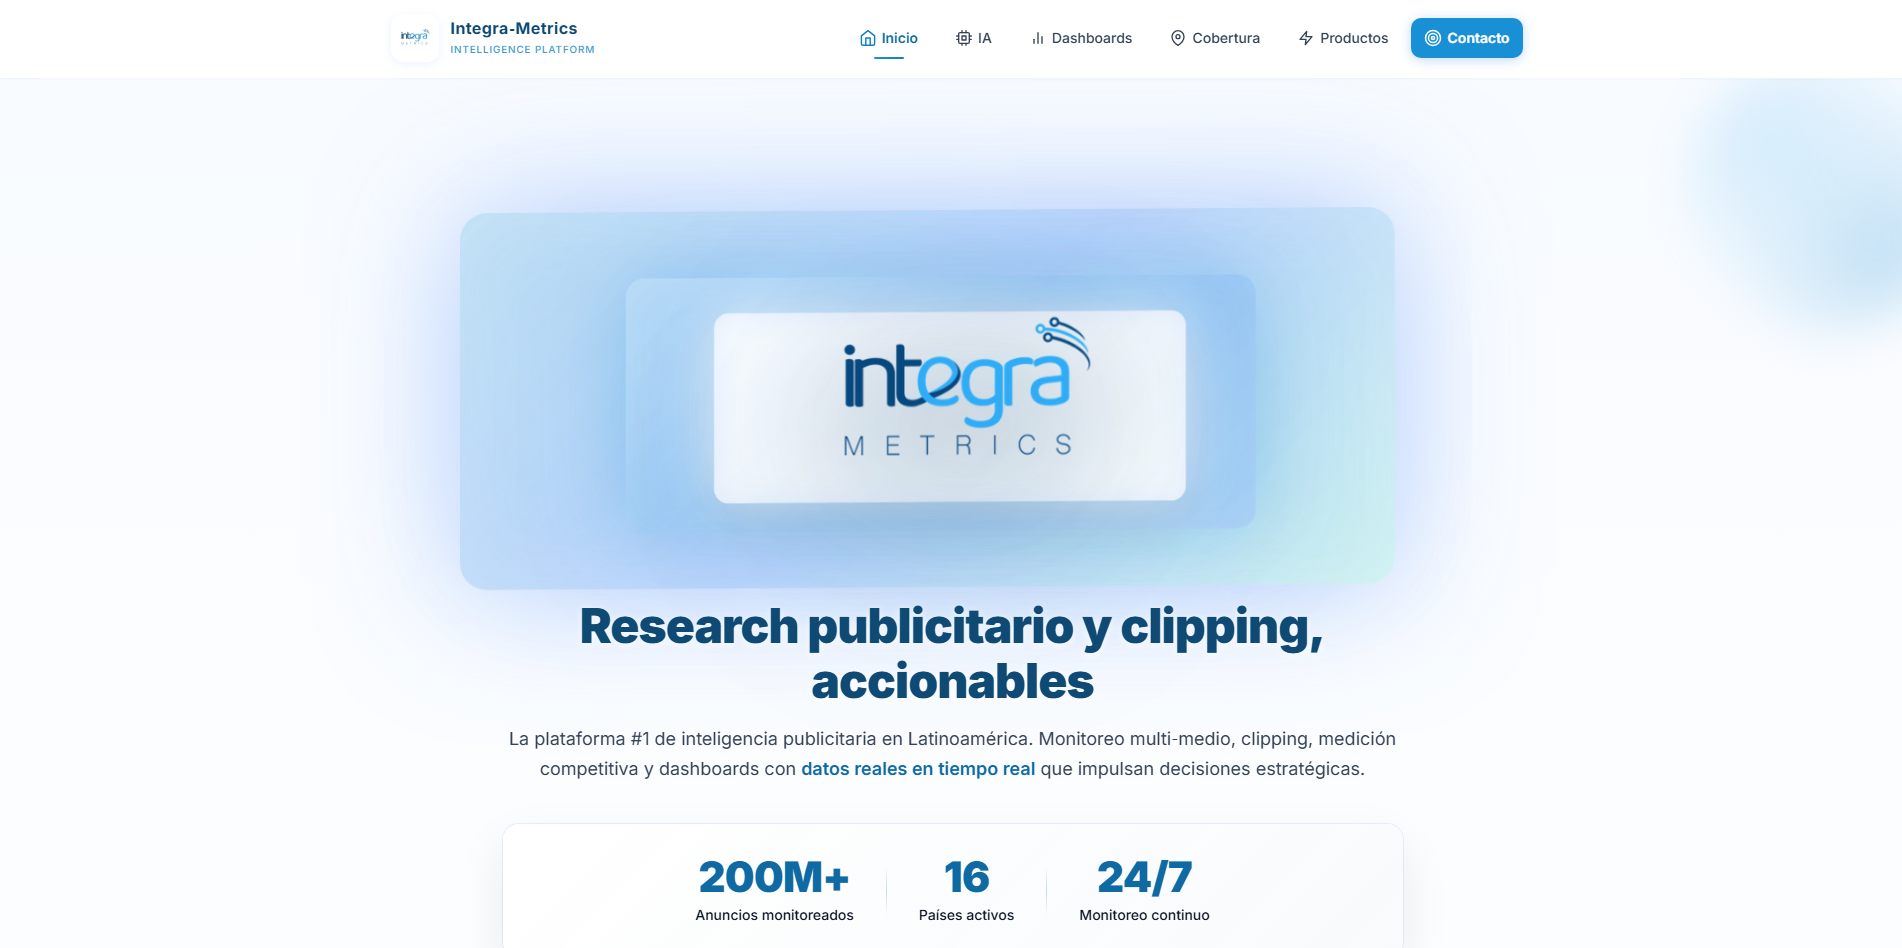 integra
METRICS
Integra-Metrics
INTELLIGENCE PLATFORM
Inicio
IA
Dashboards
Cobertura
Productos
Contacto
integra
METRICS
Research publicitario y clipping,
accionables
La plataforma #1 de inteligencia publicitaria en Latinoamérica. Monitoreo multi-medio, clipping, medición
competitiva y dashboards con datos reales en tiempo real que impulsan decisiones estratégicas.
200M+
Anuncios monitoreados
16
Países activos
24/7
Monitoreo continuo